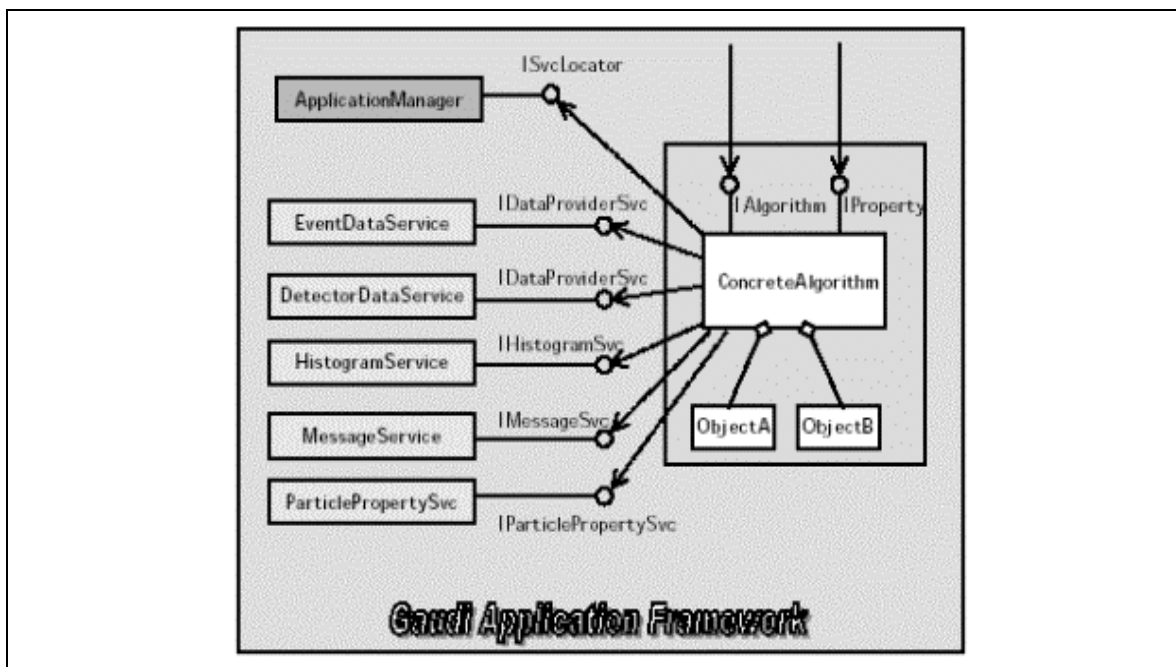 ISvcLocator
ApplicationManager
IAlgorithm
IProperty
IDataProviderSvc
EventDataService
ConcreteAlgorithm
IDataProviderSvc
DetectorDataService
IHistogramSvc
HistogramService
IMessageSvc
MessageService
ObjectA
ObjectB
ParticlePropertySvc
IParticlePropertySvc
Gaudi Application Framework